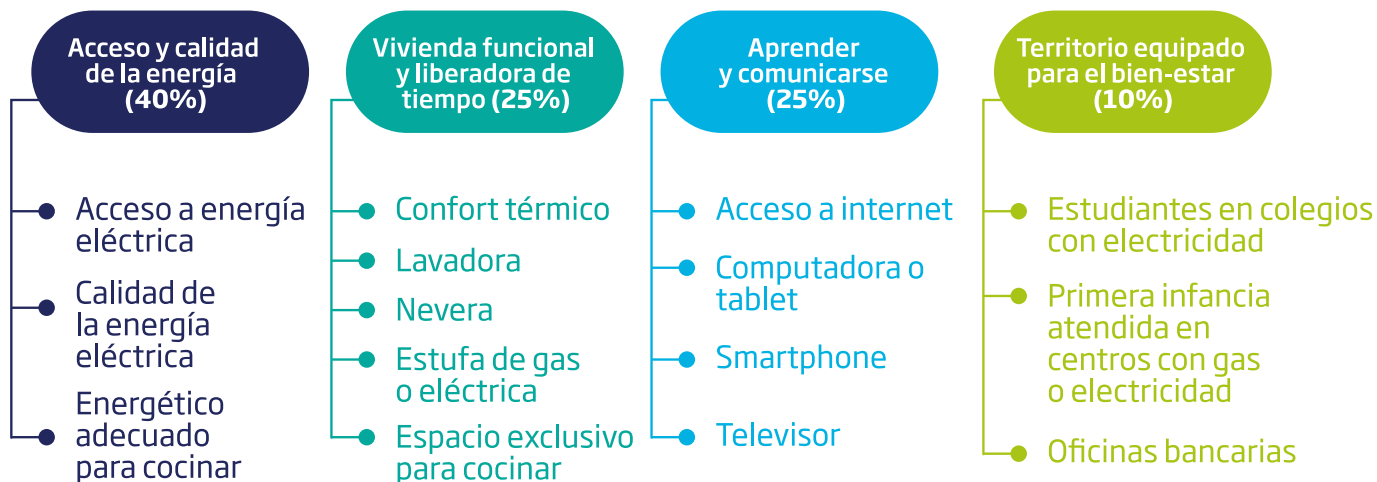 Acceso y calidad
de la energía
(40%)
Acceso a energía
eléctrica
Calidad de
la energía
eléctrica
Energético
adecuado
para cocinar
Vivienda funcional
y liberadora de
tiempo (25%)
Confort térmico
Lavadora
Nevera
Estufa de gas
o eléctrica
Espacio exclusivo
para cocinar
Aprender
y comunicarse
(25%)
Acceso a internet
Computadora o
tablet
Smartphone
Televisor
Territorio equipado
para el bien-estar
(10%)
Estudiantes en colegios
con electricidad
Primera infancia
atendida en
centros con gas
o electricidad
Oficinas bancarias